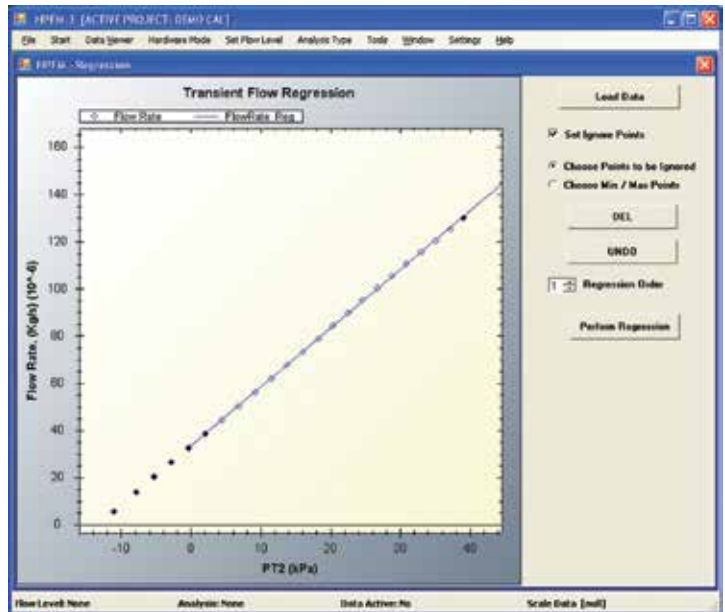 HPFM-3 [ACTIVE PROJECT: DEMO CAL]
File Start Data Viewer Hardware Mode Set Flow Level Analysis Type Tools Window Settings Help
HPFM - Regression
Transient Flow Regression
Flow Rate FlowRate_Reg
Load Data
Set Ignore Points
Choose Points to be Ignored
Choose Min / Max Points
DEL
UNDO
1 Regression Order
Perform Regression
Flow Rate, (Kg/s) (10^-6)
160
140
120
100
80
60
40
20
0
-10 0 10 20 30 40
PT2 (kPa)
Flow Level: None Analysis: None Data Active: No Scale Data [null]